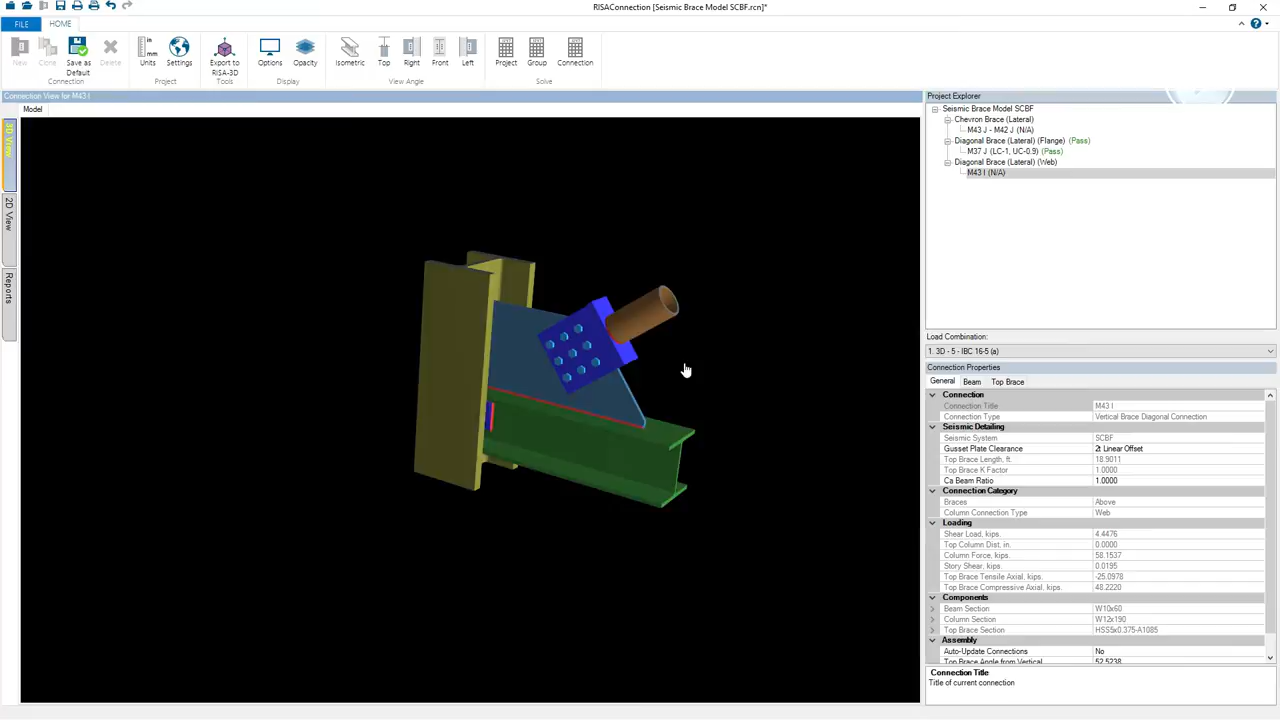 RISAConnection [Seismic Brace Model SCBF.rcn]*
FILE
HOME
New
Clone
Save as Default
Delete
Units
Settings
Export to RISA-3D
Options
Opacity
Isometric
Top
Right
Front
Left
Project
Group
Connection
Connection
Project
Tools
Display
View Angle
Solve
Connection View for M43 I
Model
3D View
2D View
Reports
Project Explorer
Seismic Brace Model SCBF
Chevron Brace (Lateral)
M43 J - M42 J (N/A)
Diagonal Brace (Lateral) (Flange) (Pass)
M37 J (LC-1, UC-0.9) (Pass)
Diagonal Brace (Lateral) (Web)
M43 I (N/A)
Load Combination:
1. 3D - 5 - IBC 16-5 (a)
Connection Properties
General Beam Top Brace
Connection
Connection Title M43 I
Connection Type Vertical Brace Diagonal Connection
Seismic Detailing
Seismic System SCBF
Gusset Plate Clearance 2t Linear Offset
Top Brace Length, ft. 18.9011
Top Brace K Factor 1.0000
Ca Beam Ratio 1.0000
Connection Category
Braces Above
Column Connection Type Web
Loading
Shear Load, kips. 4.4476
Top Column Dist, in. 0.0000
Column Force, kips. 58.1537
Story Shear, kips. 0.0195
Top Brace Tensile Axial, kips. -25.0978
Top Brace Compressive Axial, kips. 48.2220
Components
Beam Section W10x60
Column Section W12x190
Top Brace Section HSS5x0.375-A1085
Assembly
Auto-Update Connections No
Top Brace Angle from Vertical 52.5238
Connection Title
Title of current connection